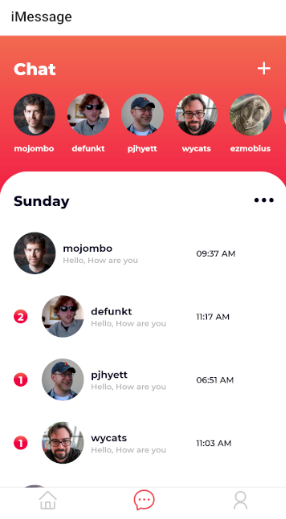 iMessage
Chat +
mojombo defunkt pjhyett wycats ezmobius
Sunday
mojombo
Hello, How are you
09:37 AM
2
defunkt
Hello, How are you
11:17 AM
1
pjhyett
Hello, How are you
06:51 AM
1
wycats
Hello, How are you
11:03 AM